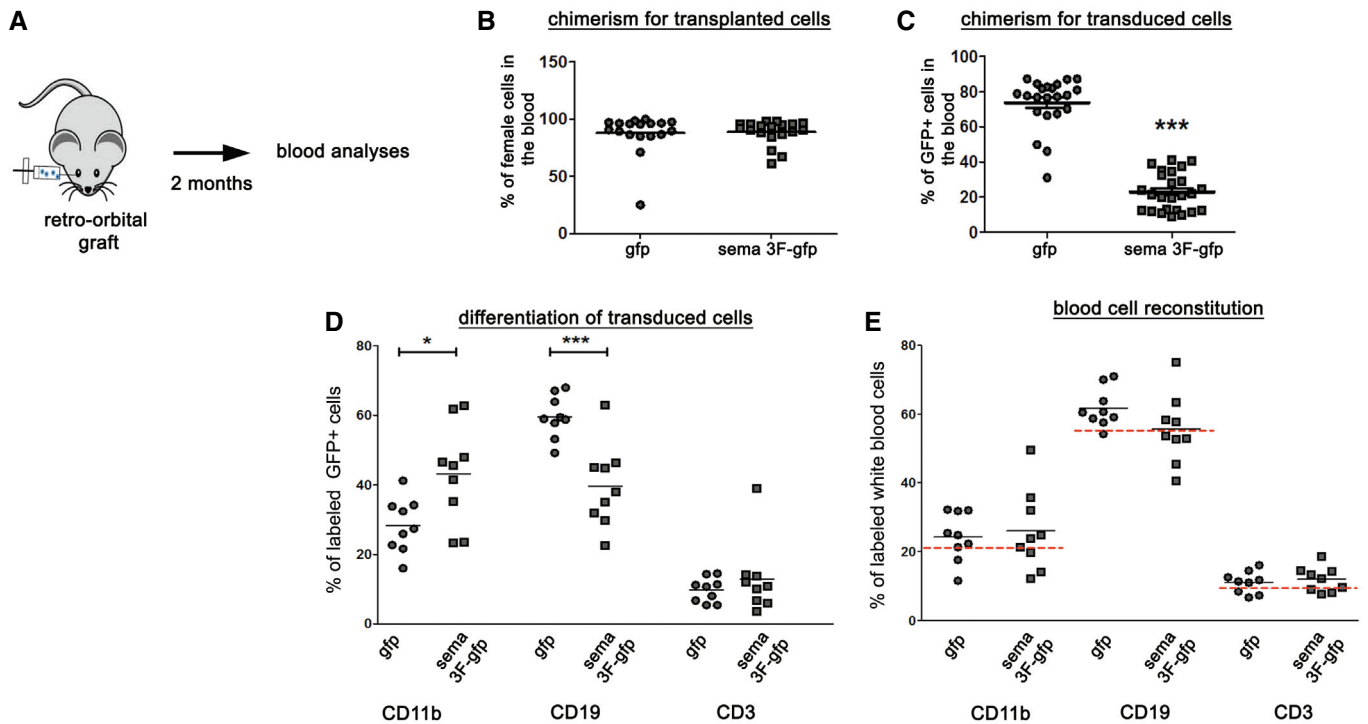 A
retro-orbital
graft
2 months
blood analyses
B
chimerism for transplanted cells
% of female cells in
the blood
150
100
50
0
gfp
sema 3F-gfp
C
chimerism for transduced cells
% of GFP+ cells in
the blood
100
80
60
40
20
0
***
gfp
sema 3F-gfp
D
differentiation of transduced cells
% of labeled GFP+ cells
80
60
40
20
0
*
***
gfp
sema
3F-gfp
gfp
sema
3F-gfp
gfp
sema
3F-gfp
CD11b
CD19
CD3
E
blood cell reconstitution
% of labeled white blood cells
80
60
40
20
0
gfp
sema
3F-gfp
gfp
sema
3F-gfp
gfp
sema
3F-gfp
CD11b
CD19
CD3